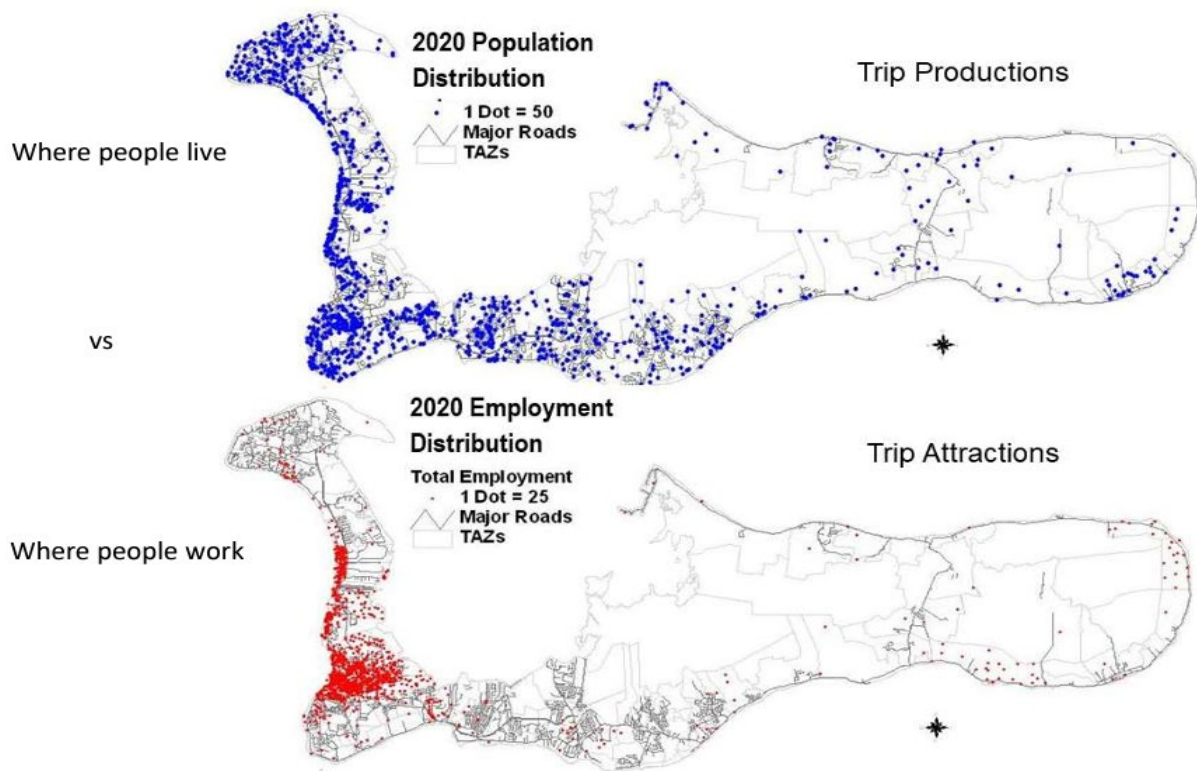 2020 Population
Distribution
1 Dot = 50
Major Roads
TAZs
Trip Productions
Where people live
vs
2020 Employment
Distribution
Total Employment
1 Dot = 25
Major Roads
TAZs
Trip Attractions
Where people work